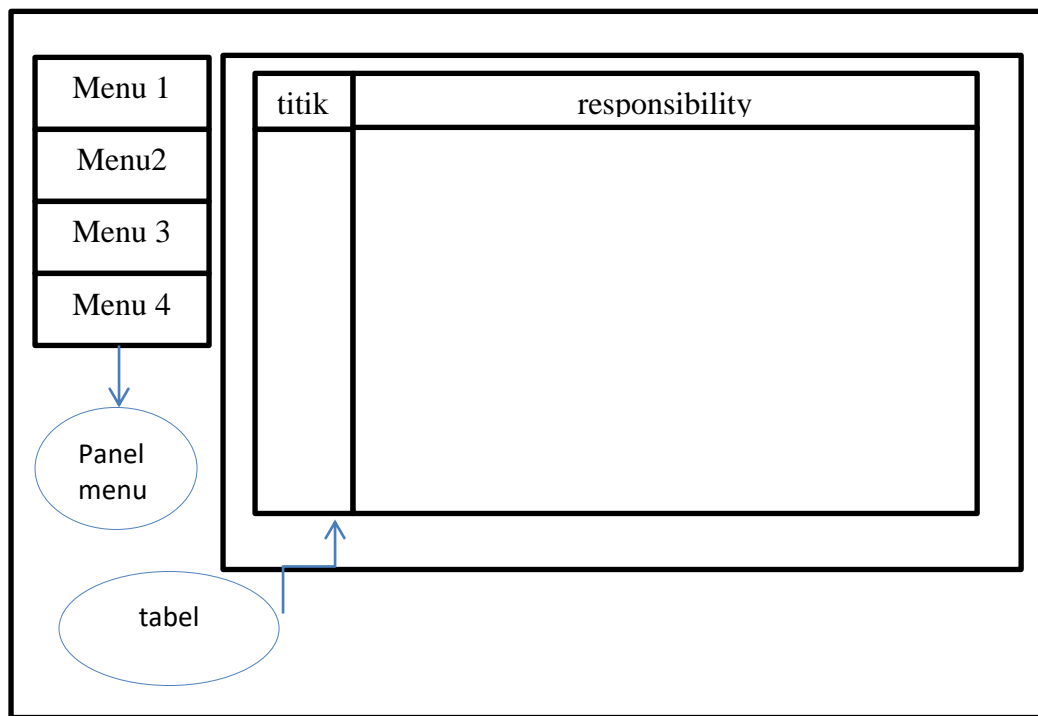 Menu 1
titik
responsibility
Menu2
Menu 3
Menu 4
Panel
menu
tabel